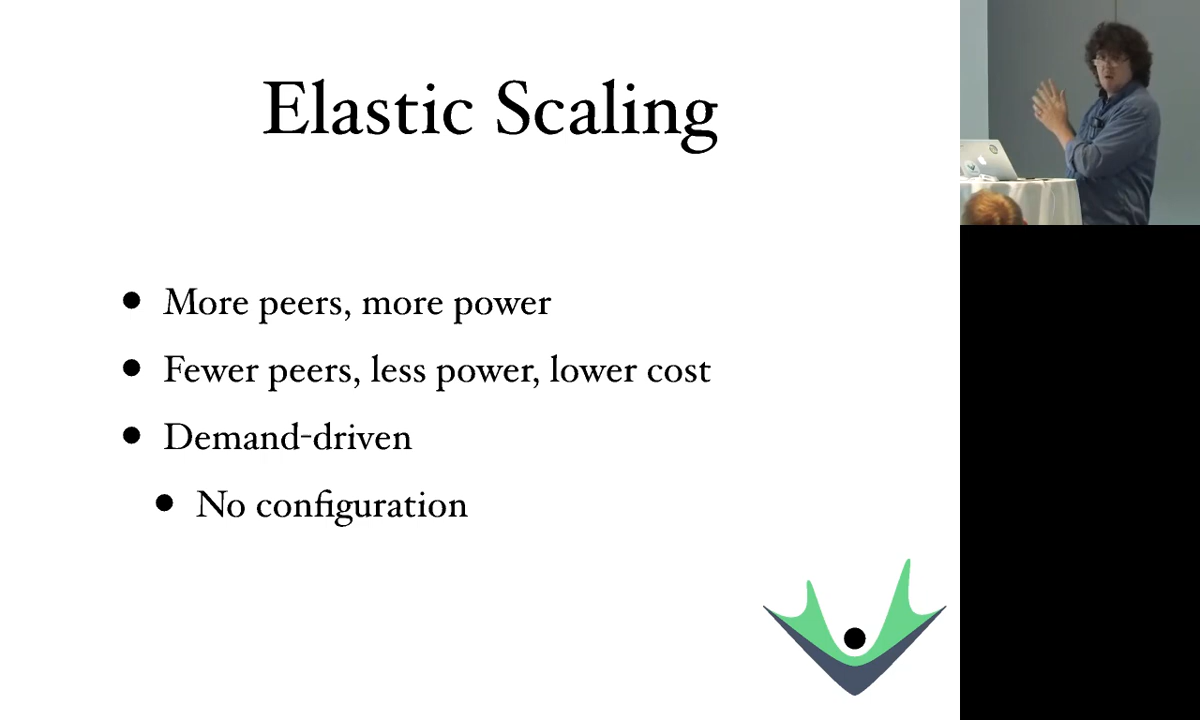 Elastic Scaling
More peers, more power
Fewer peers, less power, lower cost
Demand-driven
No configuration